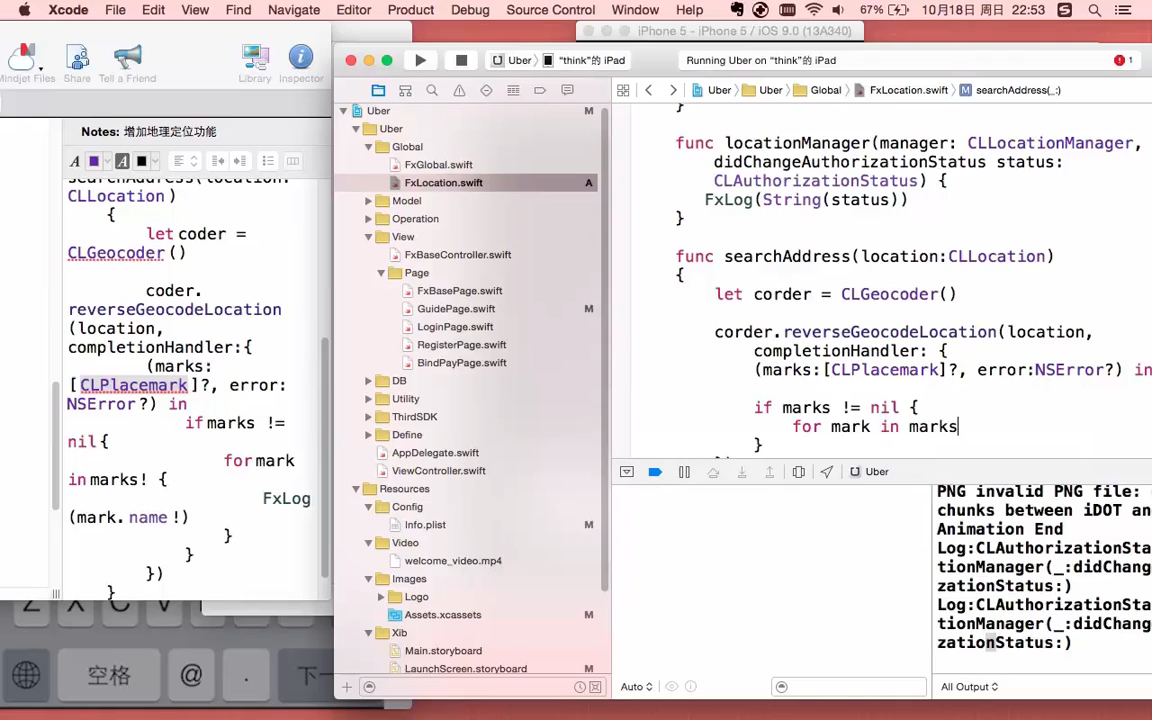 Xcode File Edit View Find Navigate Editor Product Debug Source Control Window Help 67% 10月18日 周日 22:53
iPhone 5 - iPhone 5 / iOS 9.0 (13A340)
Mindjet Files Share Tell a Friend Library Inspector
Uber "think"的 iPad
Running Uber on "think"的 iPad
1
Notes: 增加地理定位功能
CLLocation)
{
let coder =
CLGeocoder()
coder.
reverseGeocodeLocation
(location,
completionHandler:{
(marks:
[CLPlacemark]?, error:
NSError?) in
if marks !=
nil{
for mark
in marks! {
FxLog
(mark.name!)
}
}
})
}
Uber M
Uber
Global
FxGlobal.swift
FxLocation.swift A
Model
Operation
View
FxBaseController.swift
Page
FxBasePage.swift
GuidePage.swift M
LoginPage.swift
RegisterPage.swift
BindPayPage.swift
DB
Utility
ThirdSDK
Define
AppDelegate.swift
ViewController.swift
Resources
Config
Info.plist M
Video
welcome_video.mp4
Images
Logo
Assets.xcassets M
Xib
Main.storyboard
LaunchScreen.storyboard M
Uber Uber Global FxLocation.swift M searchAddress(_:)
}
func locationManager(manager: CLLocationManager,
didChangeAuthorizationStatus status:
CLAuthorizationStatus) {
FxLog(String(status))
}
func searchAddress(location:CLLocation)
{
let corder = CLGeocoder()
corder.reverseGeocodeLocation(location,
completionHandler: {
(marks:[CLPlacemark]?, error:NSError?) in
if marks != nil {
for mark in marks
}
Uber
PNG invalid PNG file:
chunks between iDOT an
Animation End
Log:CLAuthorizationSta
tionManager(_:didChang
zationStatus:)
Log:CLAuthorizationSta
tionManager(_:didChang
zationStatus:)
Auto
All Output
Z X C V
空格 @ . 下一